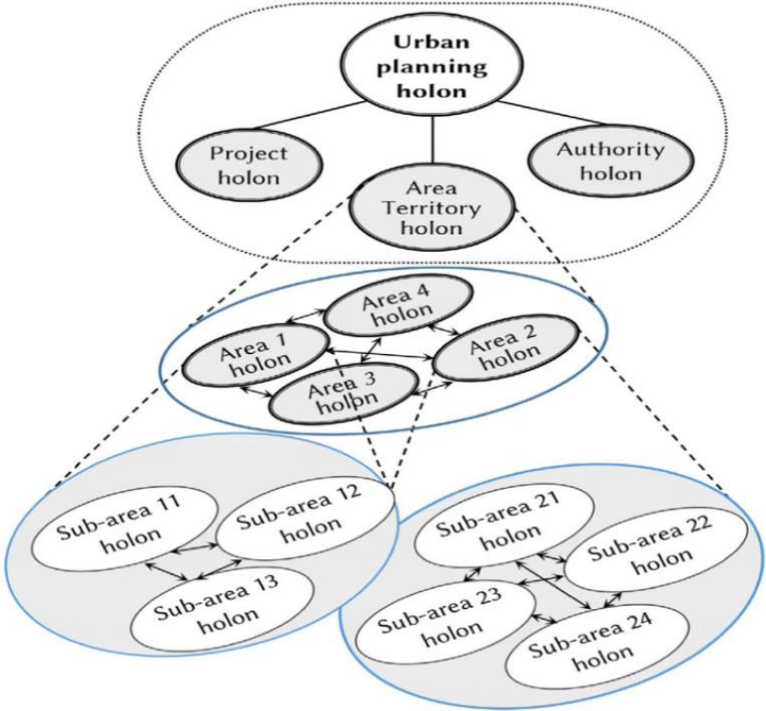 Urban
planning
holon
Project
holon
Area
Territory
holon
Authority
holon
Area 4
holon
Area 1
holon
Area 2
holon
Area 3
holon
Sub-area 11
holon
Sub-area 12
holon
Sub-area 13
holon
Sub-area 21
holon
Sub-area 22
holon
Sub-area 23
holon
Sub-area 24
holon